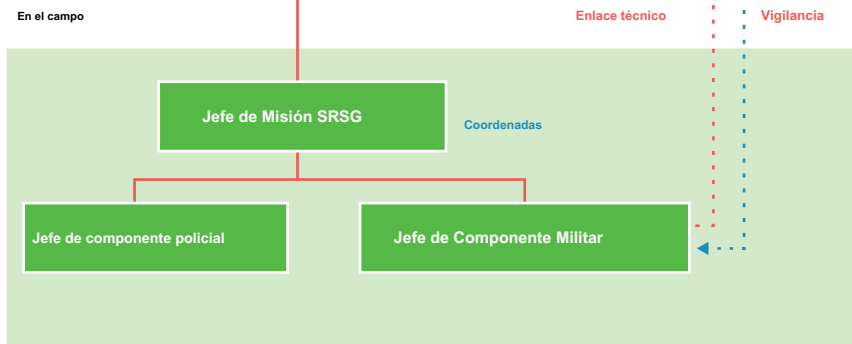 En el campo
Enlace técnico
Vigilancia
Jefe de Misión SRSG
Coordenadas
Jefe de componente policial
Jefe de Componente Militar